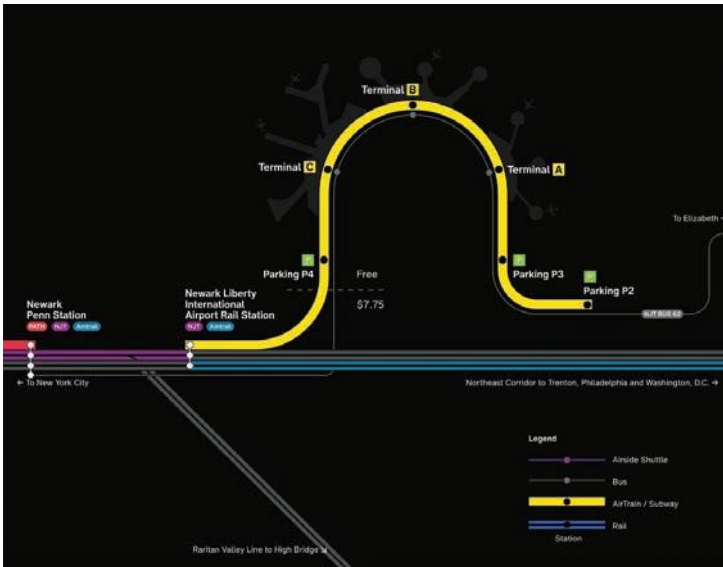 Terminal B
Terminal C
Terminal A
To Elizabeth
P
Parking P4
Free
P
Parking P3
P
Parking P2
$7.75
Newark
Penn Station
PATH NJT Amtrak
Newark Liberty
International
Airport Rail Station
NJT Amtrak
NJT BUS 62
← To New York City
Northeast Corridor to Trenton, Philadelphia and Washington, D.C. →
Legend
Airside Shuttle
Bus
AirTrain / Subway
Rail
Station
Raritan Valley Line to High Bridge ↘